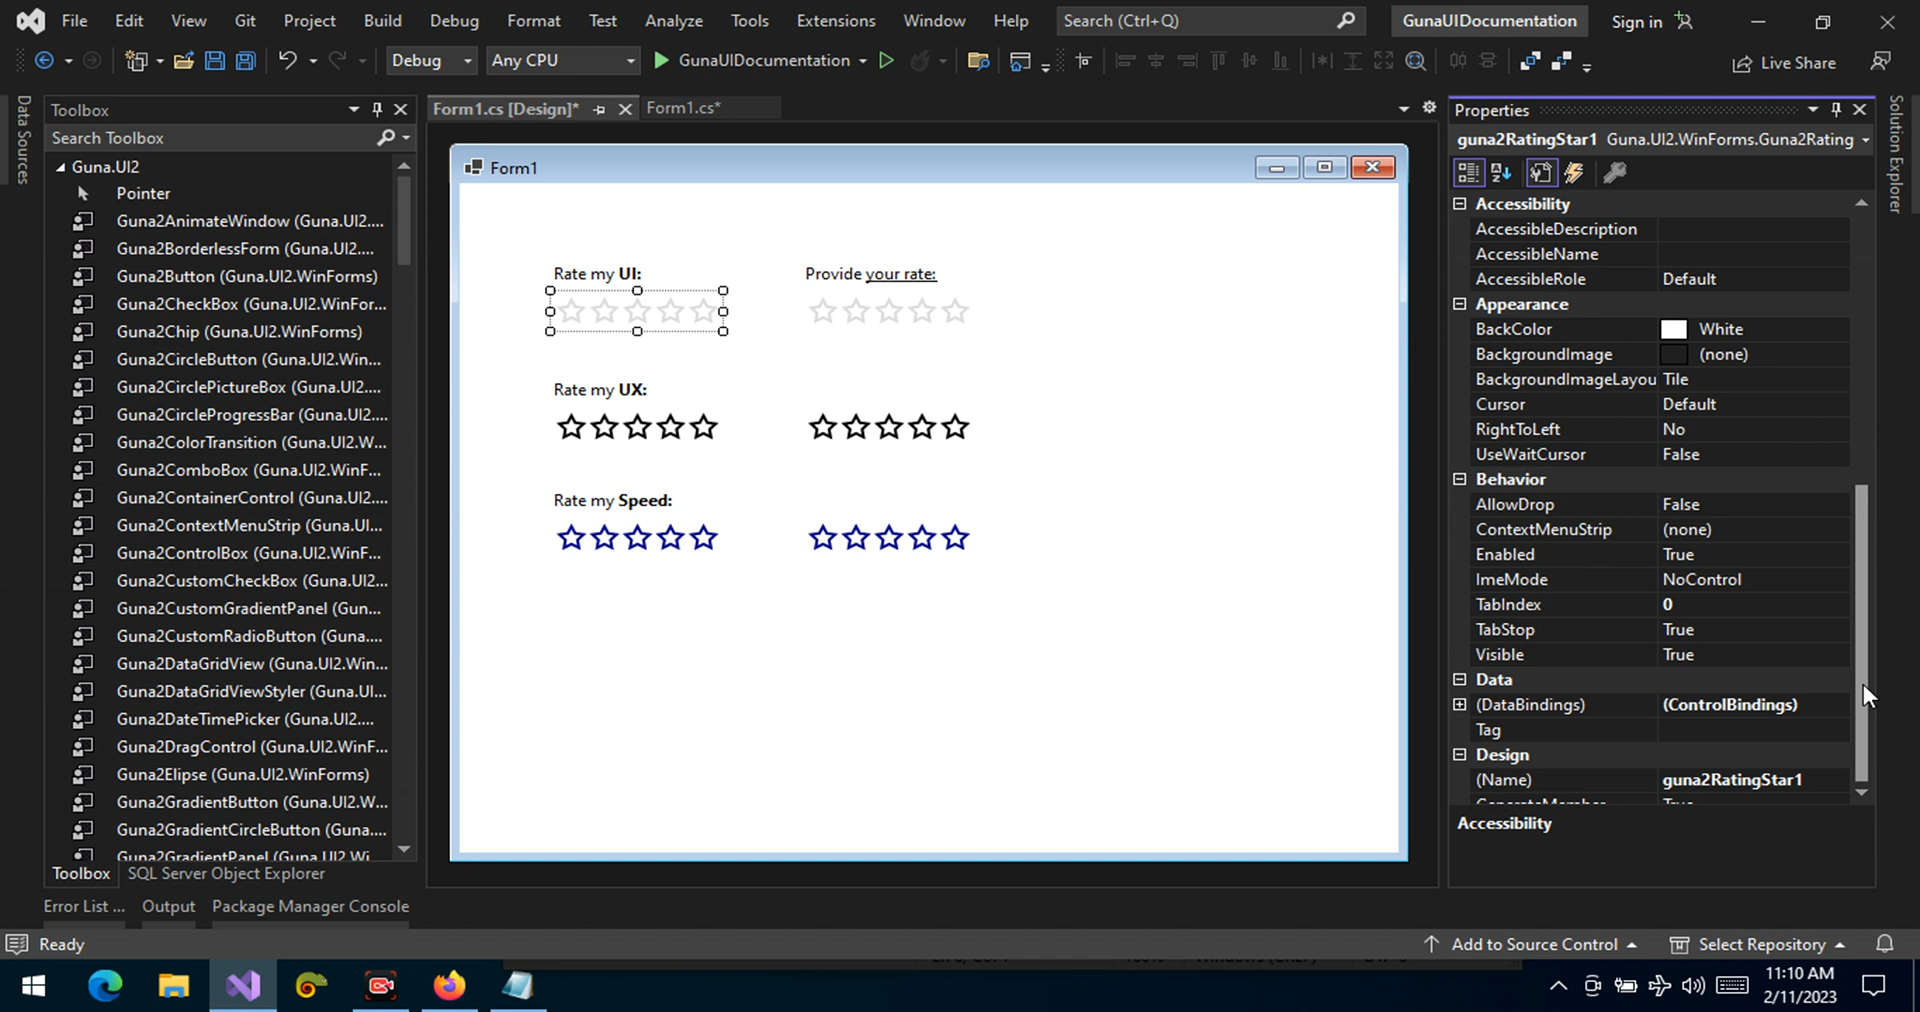 File Edit View Git Project Build Debug Format Test Analyze Tools Extensions Window Help Search (Ctrl+Q) GunaUIDocumentation Sign in
Debug Any CPU GunaUIDocumentation Live Share
Data Sources
Toolbox
Search Toolbox
Guna.UI2
Pointer
Guna2AnimateWindow (Guna.UI2....
Guna2BorderlessForm (Guna.UI2....
Guna2Button (Guna.UI2.WinForms)
Guna2CheckBox (Guna.UI2.WinFor...
Guna2Chip (Guna.UI2.WinForms)
Guna2CircleButton (Guna.UI2.Win...
Guna2CirclePictureBox (Guna.UI2....
Guna2CircleProgressBar (Guna.UI2....
Guna2ColorTransition (Guna.UI2.W...
Guna2ComboBox (Guna.UI2.WinF...
Guna2ContainerControl (Guna.UI2....
Guna2ContextMenuStrip (Guna.UI...
Guna2ControlBox (Guna.UI2.WinF...
Guna2CustomCheckBox (Guna.UI2...
Guna2CustomGradientPanel (Gun...
Guna2CustomRadioButton (Guna....
Guna2DataGridView (Guna.UI2.Win...
Guna2DataGridViewStyler (Guna.UI...
Guna2DateTimePicker (Guna.UI2....
Guna2DragControl (Guna.UI2.WinF...
Guna2Elipse (Guna.UI2.WinForms)
Guna2GradientButton (Guna.UI2.W...
Guna2GradientCircleButton (Guna....
Guna2GradientPanel (Guna.UI2.Wi
Toolbox SQL Server Object Explorer
Form1.cs [Design]* Form1.cs*
Form1
Rate my UI: Provide your rate:
Rate my UX:
Rate my Speed:
Properties
guna2RatingStar1 Guna.UI2.WinForms.Guna2Rating
Accessibility
AccessibleDescription
AccessibleName
AccessibleRole Default
Appearance
BackColor White
BackgroundImage (none)
BackgroundImageLayou Tile
Cursor Default
RightToLeft No
UseWaitCursor False
Behavior
AllowDrop False
ContextMenuStrip (none)
Enabled True
ImeMode NoControl
TabIndex 0
TabStop True
Visible True
Data
(DataBindings) (ControlBindings)
Tag
Design
(Name) guna2RatingStar1
Accessibility
Solution Explorer
Error List ... Output Package Manager Console
Ready Add to Source Control Select Repository
11:10 AM
2/11/2023